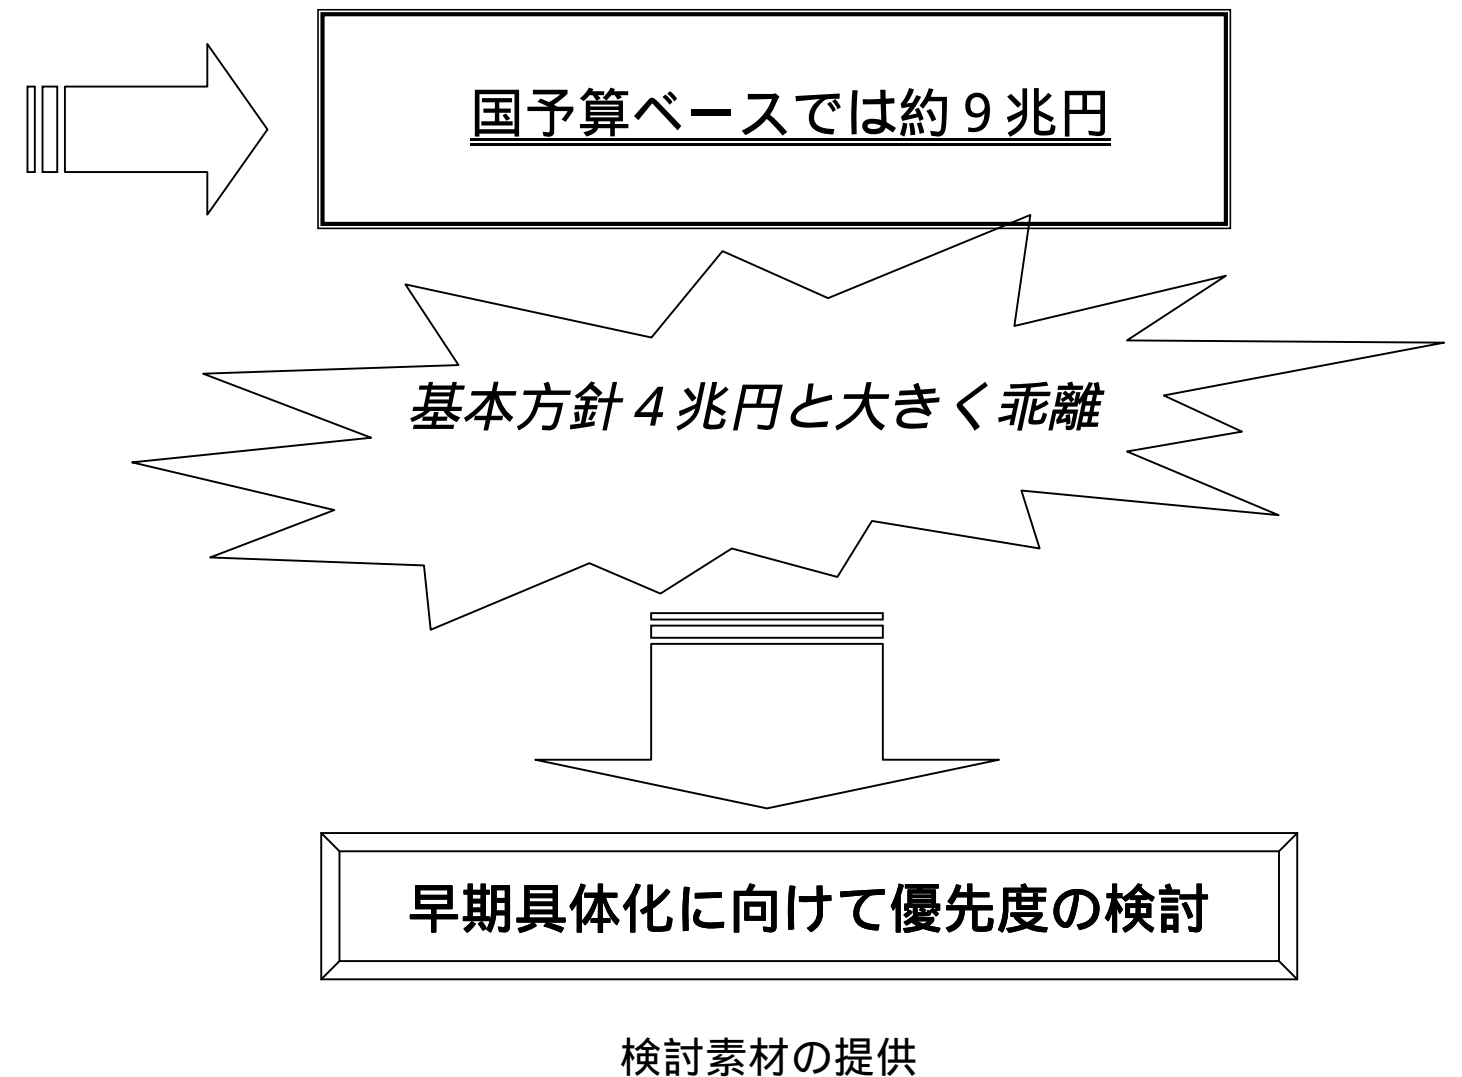 国予算ベースでは約９兆円
基本方針４兆円と大きく乖離
早期具体化に向けて優先度の検討
検討素材の提供